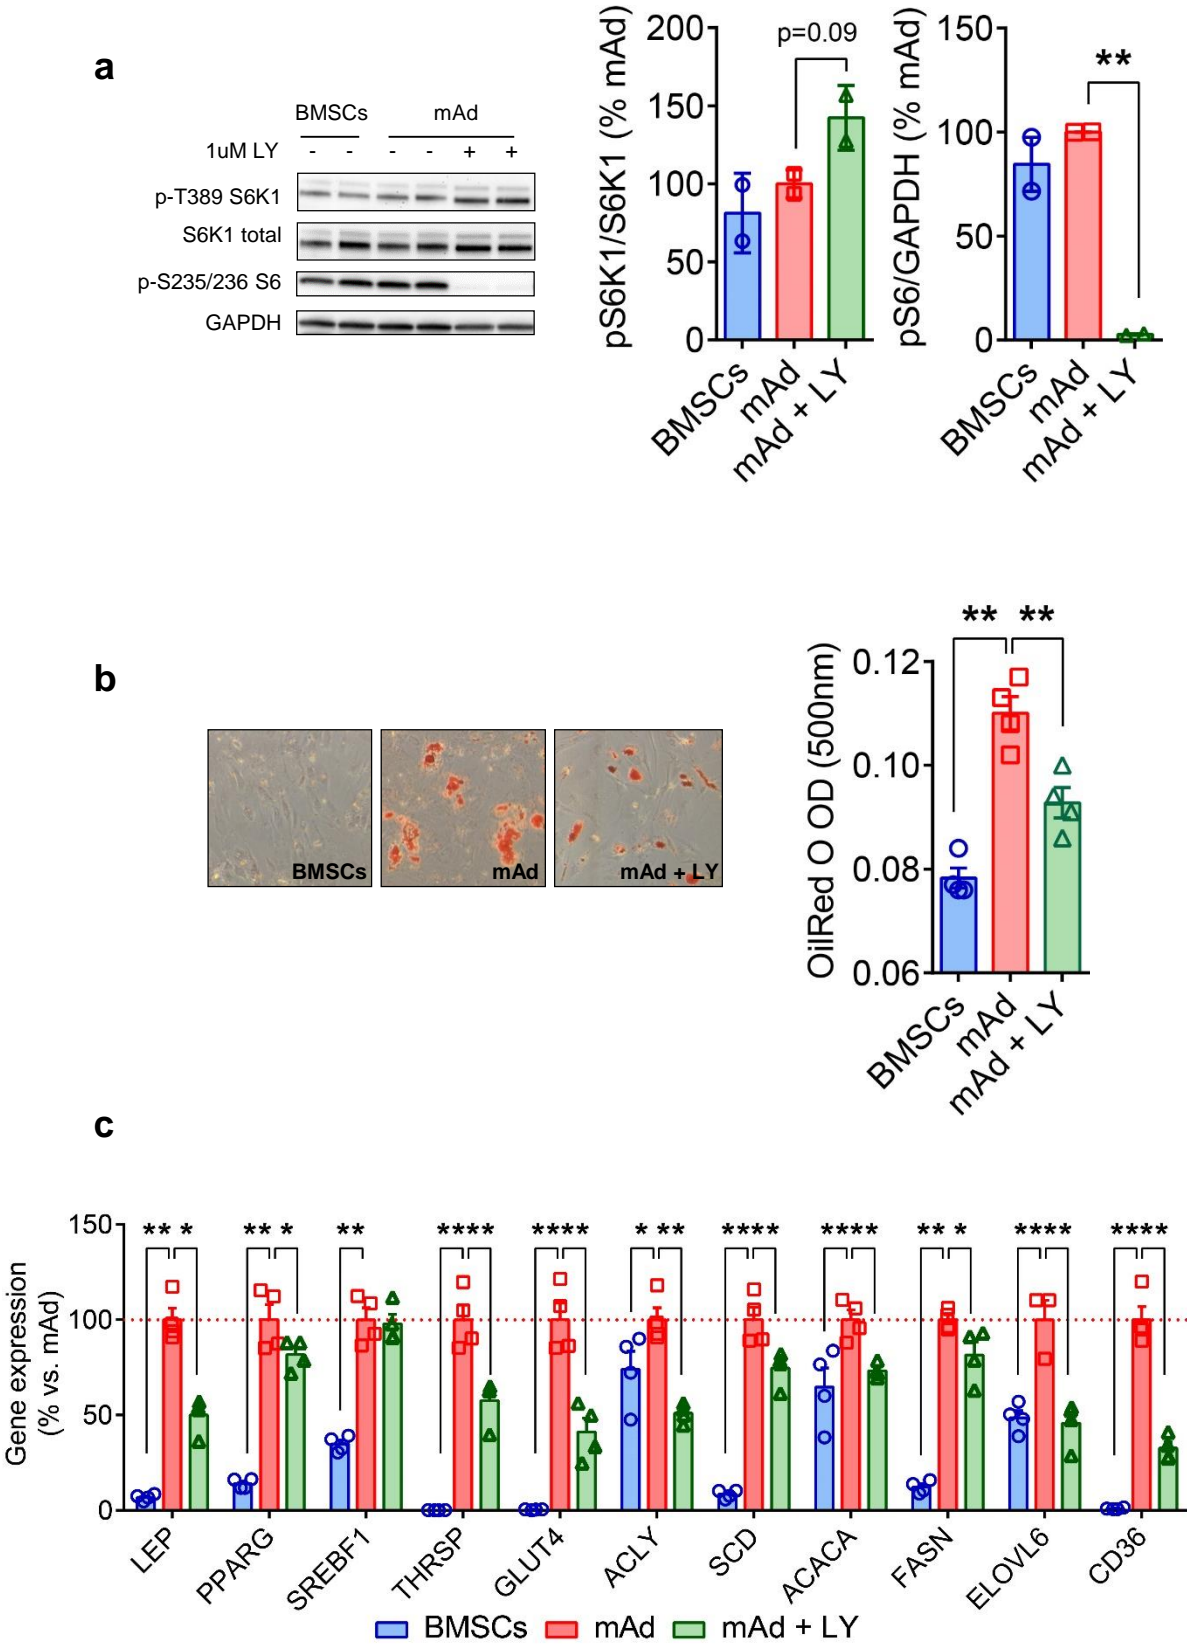 a
BMSCs mAd
1uM LY - - - - + +
p-T389 S6K1
S6K1 total
p-S235/236 S6
GAPDH
pS6K1/S6K1 (% mAd)
200
150
100
50
0
p=0.09
BMSCs
mAd
mAd + LY
pS6/GAPDH (% mAd)
150
100
50
0
**
BMSCs
mAd
mAd + LY
b
BMSCs
mAd
mAd + LY
OilRed O OD (500nm)
0.12
0.10
0.08
0.06
** **
BMSCs
mAd
mAd + LY
c
Gene expression
(% vs. mAd)
150
100
50
0
** * ** * ** **** **** * ** **** **** ** * **** ****
LEP
PPARG
SREBF1
THRSP
GLUT4
ACLY
SCD
ACACA
FASN
ELOVL6
CD36
BMSCs mAd mAd + LY